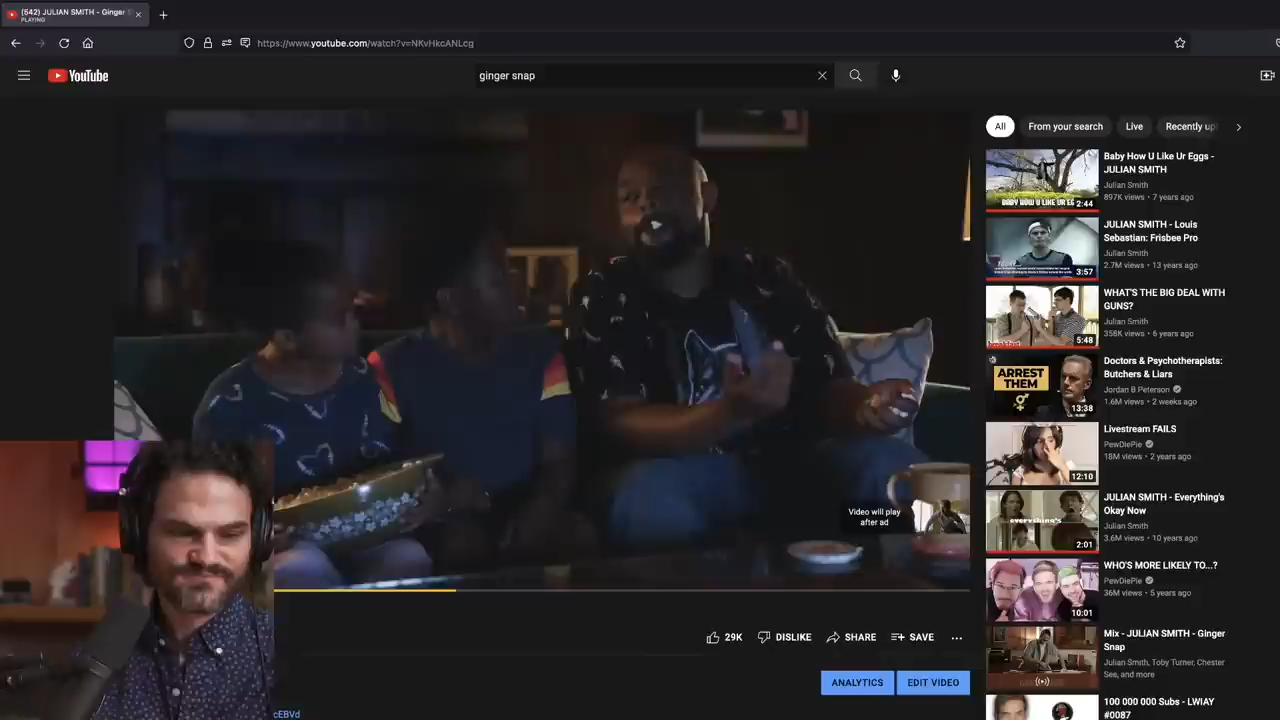 (542) JULIAN SMITH - Ginger S
PLAYING
https://www.youtube.com/watch?v=NKvHkcANLcg
YouTube
ginger snap
All
From your search
Live
Recently up
Baby How U Like Ur Eggs -
JULIAN SMITH
Julian Smith
897K views • 7 years ago
BABY HOW U LIKE UR EG
2:44
JULIAN SMITH - Louis
Sebastian: Frisbee Pro
Julian Smith
2.7M views • 13 years ago
3:57
WHAT'S THE BIG DEAL WITH
GUNS?
Julian Smith
358K views • 6 years ago
5:48
Doctors & Psychotherapists:
Butchers & Liars
Jordan B Peterson
1.6M views • 2 weeks ago
ARREST
THEM
13:38
Livestream FAILS
PewDiePie
18M views • 2 years ago
12:10
JULIAN SMITH - Everything's
Okay Now
Julian Smith
3.6M views • 10 years ago
everything's
2:01
WHO'S MORE LIKELY TO...?
PewDiePie
36M views • 5 years ago
10:01
Mix - JULIAN SMITH - Ginger
Snap
Julian Smith, Toby Turner, Chester
See, and more
100 000 000 Subs - LWIAY
#0087
Video will play
after ad
29K
DISLIKE
SHARE
SAVE
ANALYTICS
EDIT VIDEO
cEBVd